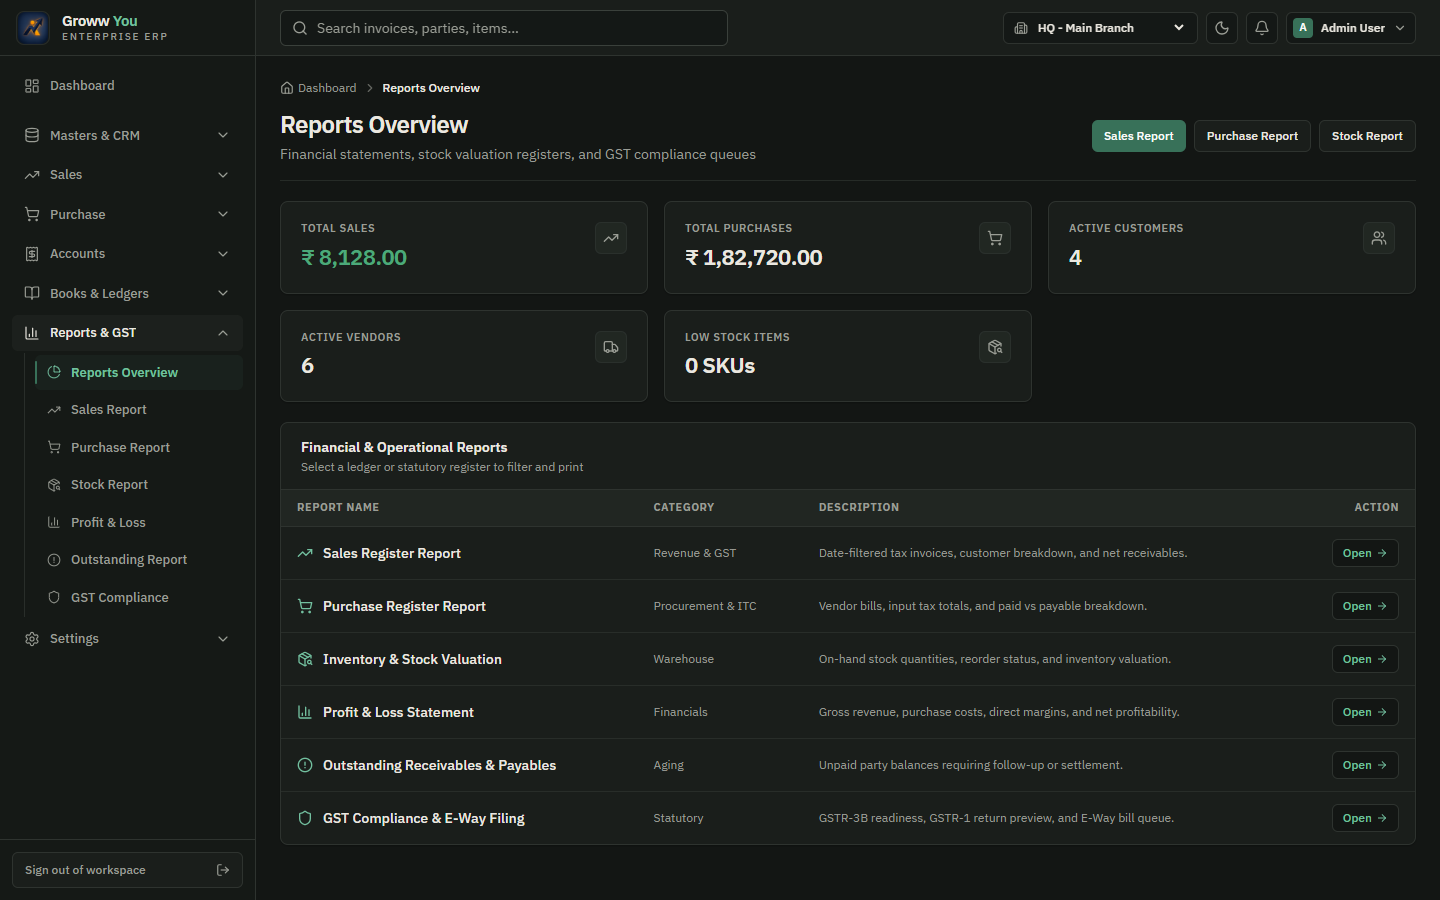 Groww You
ENTERPRISE ERP
Search invoices, parties, items...
HQ - Main Branch
A
Admin User
Dashboard
Masters & CRM
Sales
Purchase
Accounts
Books & Ledgers
Reports & GST
Reports Overview
Sales Report
Purchase Report
Stock Report
Profit & Loss
Outstanding Report
GST Compliance
Settings
Sign out of workspace
Dashboard > Reports Overview
Reports Overview
Financial statements, stock valuation registers, and GST compliance queues
Sales Report
Purchase Report
Stock Report
TOTAL SALES
₹ 8,128.00
TOTAL PURCHASES
₹ 1,82,720.00
ACTIVE CUSTOMERS
4
ACTIVE VENDORS
6
LOW STOCK ITEMS
0 SKUs
Financial & Operational Reports
Select a ledger or statutory register to filter and print
REPORT NAME CATEGORY DESCRIPTION ACTION
Sales Register Report Revenue & GST Date-filtered tax invoices, customer breakdown, and net receivables. Open →
Purchase Register Report Procurement & ITC Vendor bills, input tax totals, and paid vs payable breakdown. Open →
Inventory & Stock Valuation Warehouse On-hand stock quantities, reorder status, and inventory valuation. Open →
Profit & Loss Statement Financials Gross revenue, purchase costs, direct margins, and net profitability. Open →
Outstanding Receivables & Payables Aging Unpaid party balances requiring follow-up or settlement. Open →
GST Compliance & E-Way Filing Statutory GSTR-3B readiness, GSTR-1 return preview, and E-Way bill queue. Open →